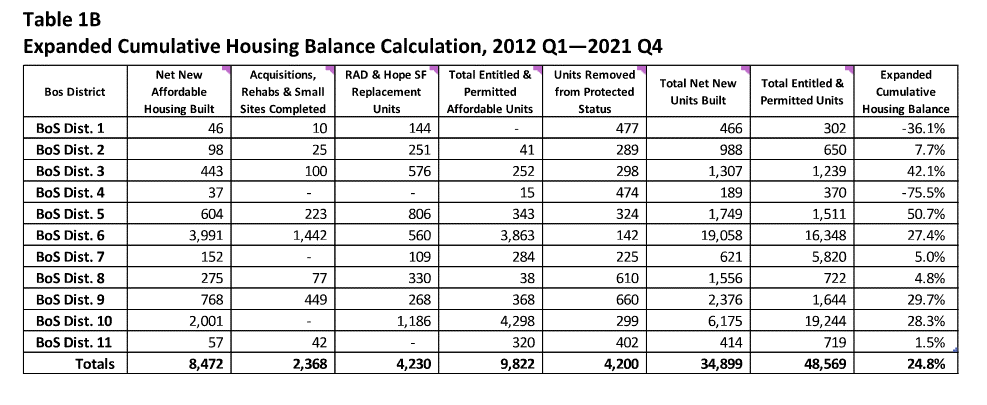 Table 1B
Expanded Cumulative Housing Balance Calculation, 2012 Q1—2021 Q4
Bos District | Net New Affordable Housing Built | Acquisitions, Rehabs & Small Sites Completed | RAD & Hope SF Replacement Units | Total Entitled & Permitted Affordable Units | Units Removed from Protected Status | Total Net New Units Built | Total Entitled & Permitted Units | Expanded Cumulative Housing Balance
BoS Dist. 1 | 46 | 10 | 144 | - | 477 | 466 | 302 | -36.1%
BoS Dist. 2 | 98 | 25 | 251 | 41 | 289 | 988 | 650 | 7.7%
BoS Dist. 3 | 443 | 100 | 576 | 252 | 298 | 1,307 | 1,239 | 42.1%
BoS Dist. 4 | 37 | - | - | 15 | 474 | 189 | 370 | -75.5%
BoS Dist. 5 | 604 | 223 | 806 | 343 | 324 | 1,749 | 1,511 | 50.7%
BoS Dist. 6 | 3,991 | 1,442 | 560 | 3,863 | 142 | 19,058 | 16,348 | 27.4%
BoS Dist. 7 | 152 | - | 109 | 284 | 225 | 621 | 5,820 | 5.0%
BoS Dist. 8 | 275 | 77 | 330 | 38 | 610 | 1,556 | 722 | 4.8%
BoS Dist. 9 | 768 | 449 | 268 | 368 | 660 | 2,376 | 1,644 | 29.7%
BoS Dist. 10 | 2,001 | - | 1,186 | 4,298 | 299 | 6,175 | 19,244 | 28.3%
BoS Dist. 11 | 57 | 42 | - | 320 | 402 | 414 | 719 | 1.5%
Totals | 8,472 | 2,368 | 4,230 | 9,822 | 4,200 | 34,899 | 48,569 | 24.8%